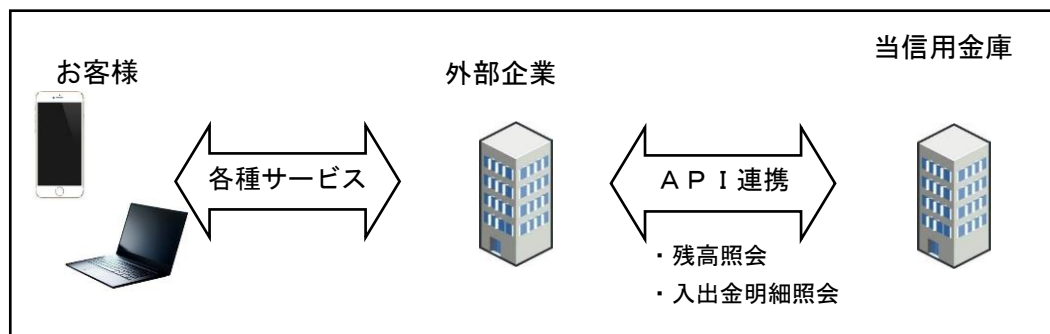 お客様
外部企業
当信用金庫
各種サービス
ＡＰＩ連携
・残高照会
・入出金明細照会